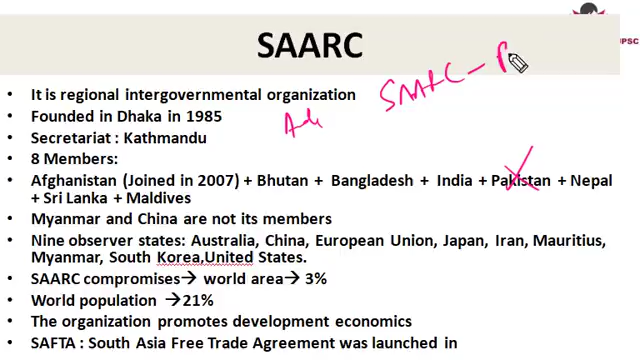 UPSC
SAARC
SAARC – P
Ad
• It is regional intergovernmental organization
• Founded in Dhaka in 1985
• Secretariat : Kathmandu
• 8 Members:
• Afghanistan (Joined in 2007) + Bhutan + Bangladesh + India + Pakistan + Nepal
+ Sri Lanka + Maldives
• Myanmar and China are not its members
• Nine observer states: Australia, China, European Union, Japan, Iran, Mauritius,
Myanmar, South Korea,United States.
• SAARC compromises→ world area→ 3%
• World population →21%
• The organization promotes development economics
• SAFTA : South Asia Free Trade Agreement was launched in